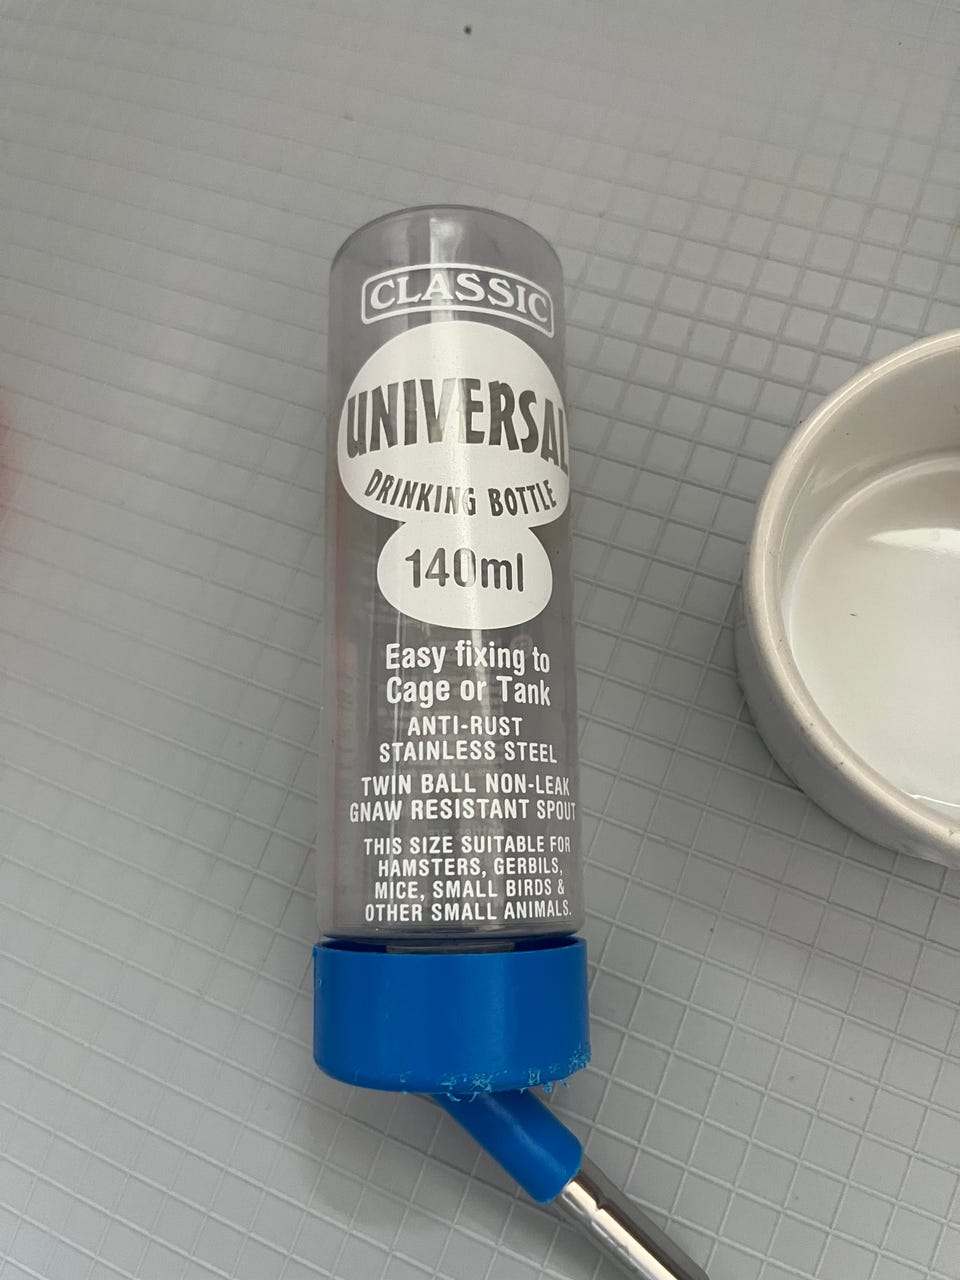 CLASSIC
UNIVERSAL
DRINKING BOTTLE
140ml
Easy fixing to
Cage or Tank
ANTI-RUST
STAINLESS STEEL
TWIN BALL NON-LEAK
GNAW RESISTANT SPOUT
THIS SIZE SUITABLE FOR
HAMSTERS, GERBILS,
MICE, SMALL BIRDS &
OTHER SMALL ANIMALS.